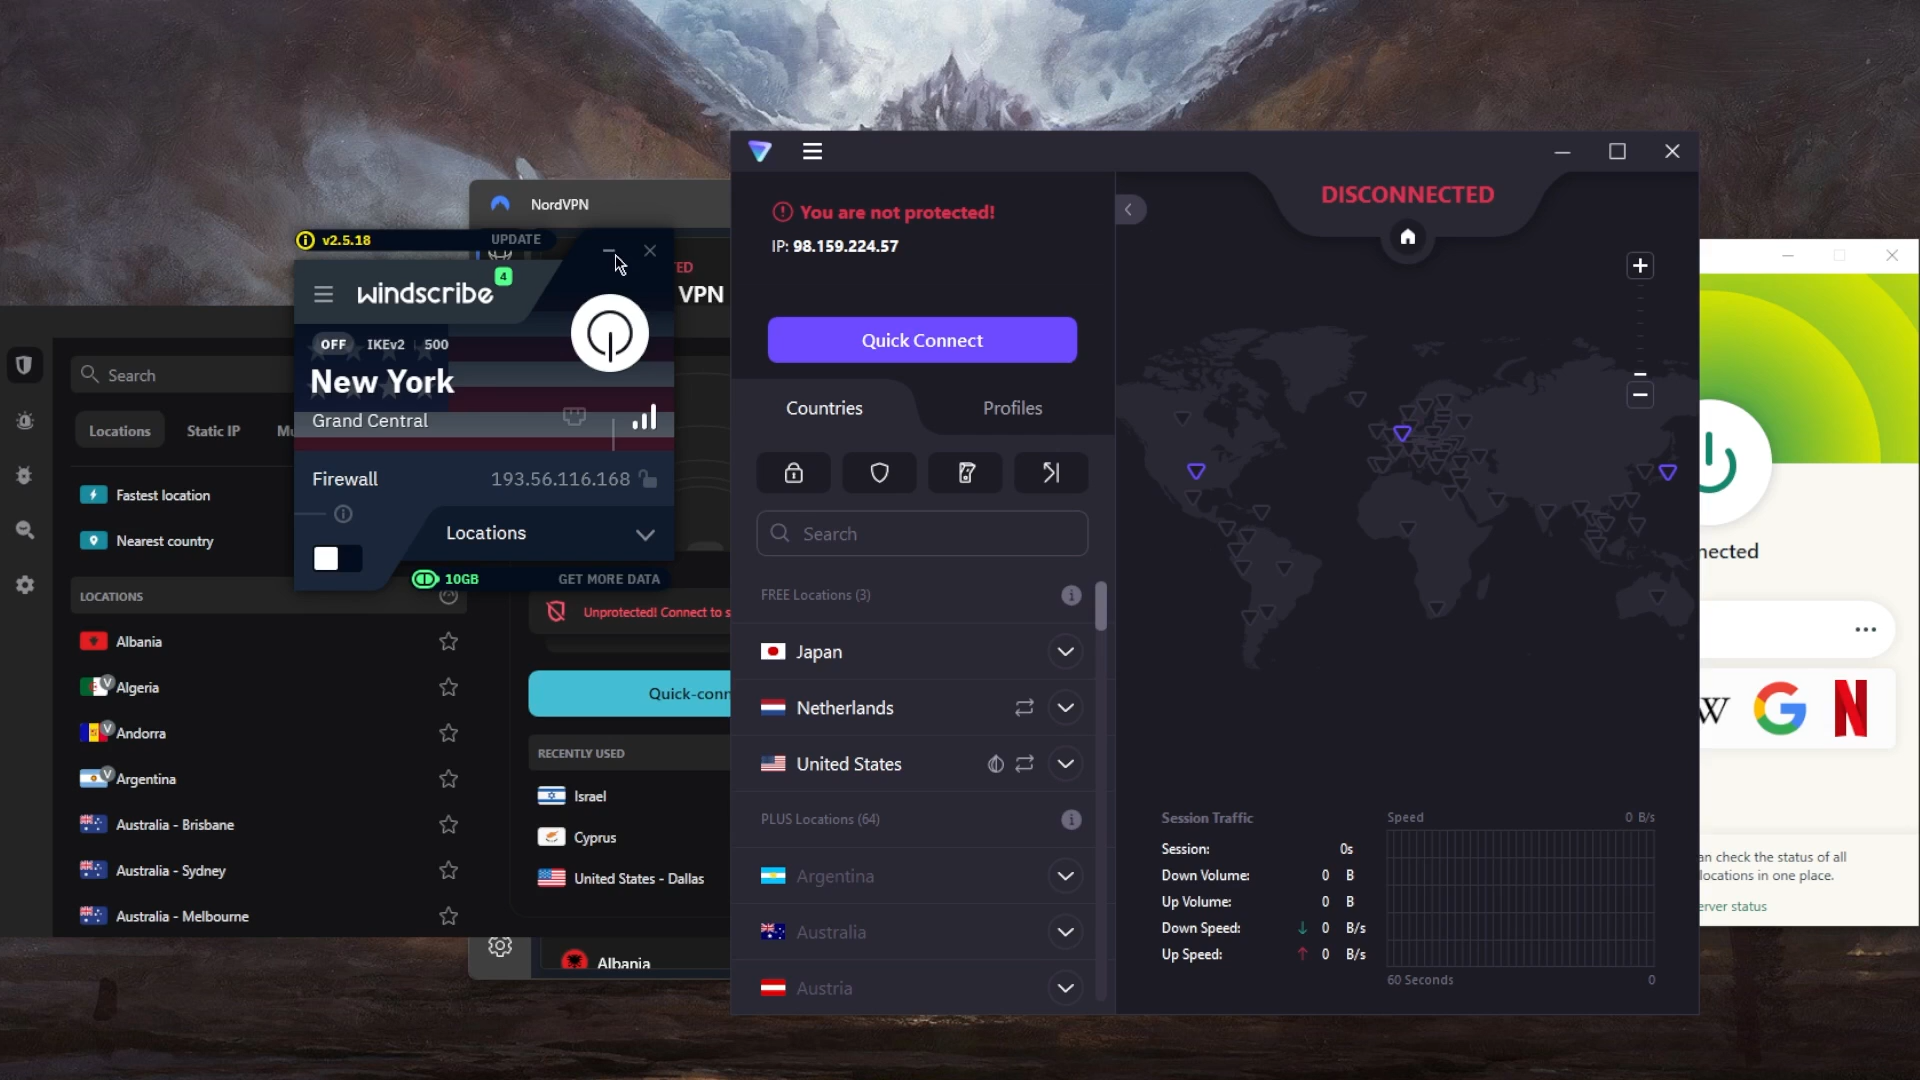 NordVPN
v2.5.18
UPDATE
4
windscribe
OFF
IKEv2
500
New York
Grand Central
Firewall
193.56.116.168
Locations
10GB
GET MORE DATA
ED
VPN
Search
Locations
Static IP
Mu
Fastest location
Nearest country
LOCATIONS
Albania
V
Algeria
V
Andorra
V
Argentina
Australia - Brisbane
Australia - Sydney
Australia - Melbourne
Unprotected! Connect to s
Quick-conn
RECENTLY USED
Israel
Cyprus
United States - Dallas
Albania
You are not protected!
IP: 98.159.224.57
Quick Connect
Countries
Profiles
Search
FREE Locations (3)
Japan
Netherlands
United States
PLUS Locations (64)
Argentina
Australia
Austria
DISCONNECTED
Session Traffic
Session: 0s
Down Volume: 0 B
Up Volume: 0 B
Down Speed: 0 B/s
Up Speed: 0 B/s
Speed 0 B/s
60 Seconds 0
nected
W G N
an check the status of all
locations in one place.
erver status